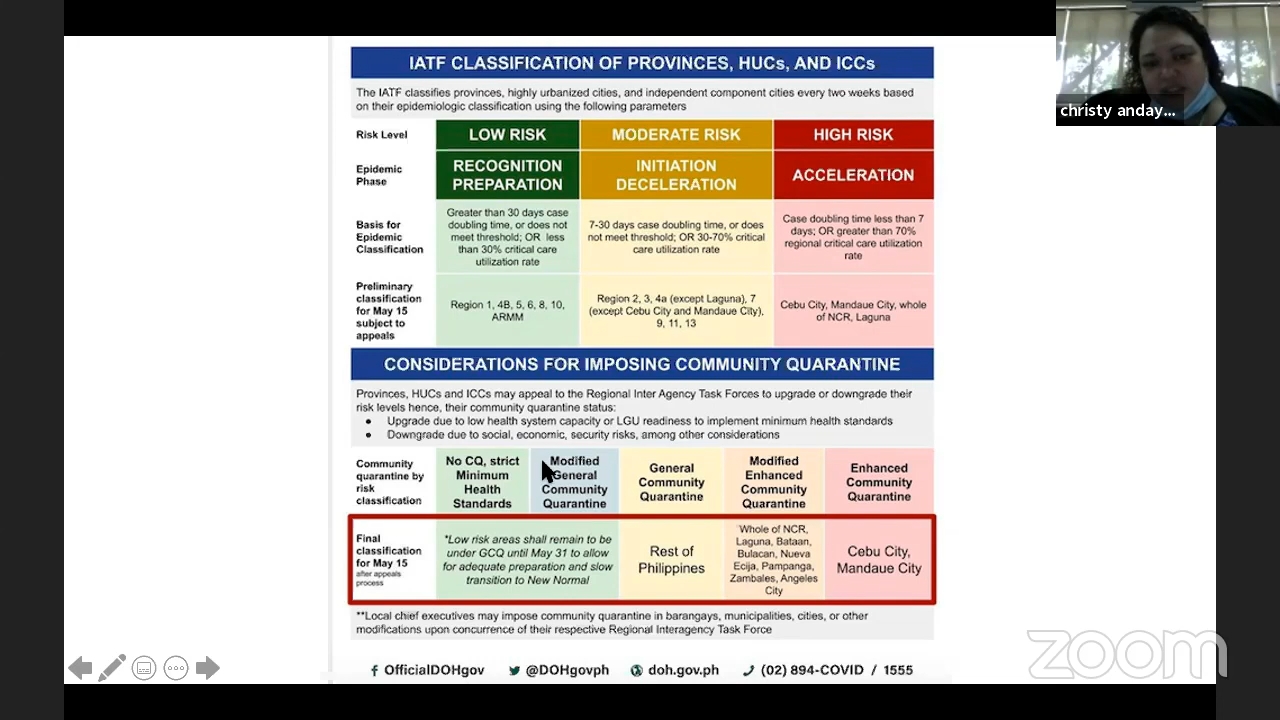 IATF CLASSIFICATION OF PROVINCES, HUCs, AND ICCs
The IATF classifies provinces, highly urbanized cities, and independent component cities every two weeks based
on their epidemiologic classification using the following parameters
christy anday...
Risk Level
LOW RISK
MODERATE RISK
HIGH RISK
Epidemic
Phase
RECOGNITION
PREPARATION
INITIATION
DECELERATION
ACCELERATION
Basis for
Epidemic
Classification
Greater than 30 days case
doubling time, or does not
meet threshold; OR less
than 30% critical care
utilization rate
7-30 days case doubling time, or does
not meet threshold; OR 30-70% critical
care utilization rate
Case doubling time less than 7
days; OR greater than 70%
regional critical care utilization
rate
Preliminary
classification
for May 15
subject to
appeals
Region 1, 4B, 5, 6, 8, 10,
ARMM
Region 2, 3, 4a (except Laguna), 7
(except Cebu City and Mandaue City),
9, 11, 13
Cebu City, Mandaue City, whole
of NCR, Laguna
CONSIDERATIONS FOR IMPOSING COMMUNITY QUARANTINE
Provinces, HUCs and ICCs may appeal to the Regional Inter Agency Task Forces to upgrade or downgrade their
risk levels hence, their community quarantine status:
● Upgrade due to low health system capacity or LGU readiness to implement minimum health standards
● Downgrade due to social, economic, security risks, among other considerations
Community
quarantine by
risk
classification
No CQ, strict
Minimum
Health
Standards
Modified
General
Community
Quarantine
General
Community
Quarantine
Modified
Enhanced
Community
Quarantine
Enhanced
Community
Quarantine
Final
classification
for May 15
after appeals
process
*Low risk areas shall remain to be
under GCQ until May 31 to allow
for adequate preparation and slow
transition to New Normal
Rest of
Philippines
Whole of NCR,
Laguna, Bataan,
Bulacan, Nueva
Ecija, Pampanga,
Zambales, Angeles
City
Cebu City,
Mandaue City
**Local chief executives may impose community quarantine in barangays, municipalities, cities, or other
modifications upon concurrence of their respective Regional Interagency Task Force
OfficialDOHgov @DOHgovph doh.gov.ph (02) 894-COVID / 1555
zoom